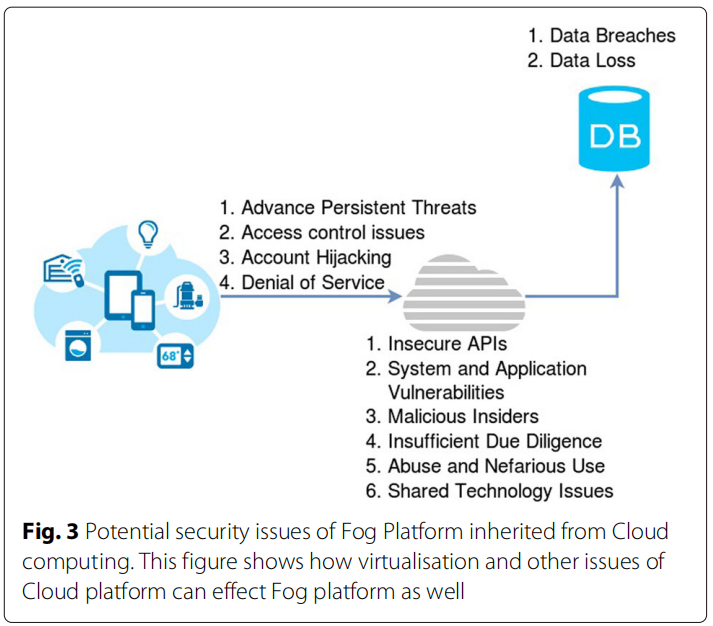 1. Data Breaches
2. Data Loss
DB
1. Advance Persistent Threats
2. Access control issues
3. Account Hijacking
4. Denial of Service
68°
1. Insecure APIs
2. System and Application
Vulnerabilities
3. Malicious Insiders
4. Insufficient Due Diligence
5. Abuse and Nefarious Use
6. Shared Technology Issues
Fig. 3 Potential security issues of Fog Platform inherited from Cloud
computing. This figure shows how virtualisation and other issues of
Cloud platform can effect Fog platform as well